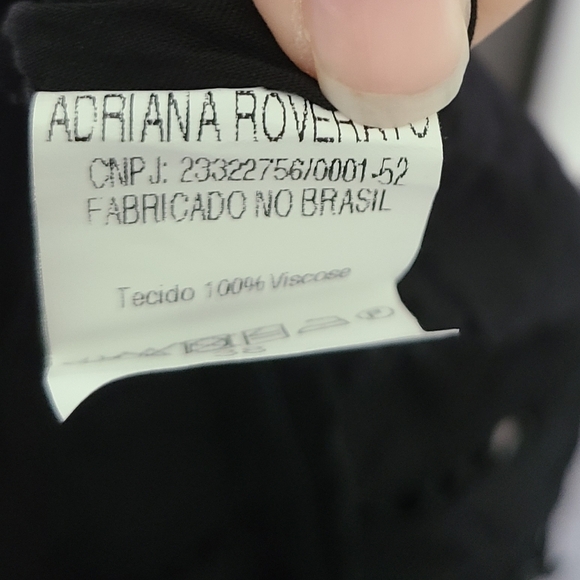 ADRIANA ROVERATO
CNPJ: 23322756/0001-52
FABRICADO NO BRASIL
Tecido 100% Viscose